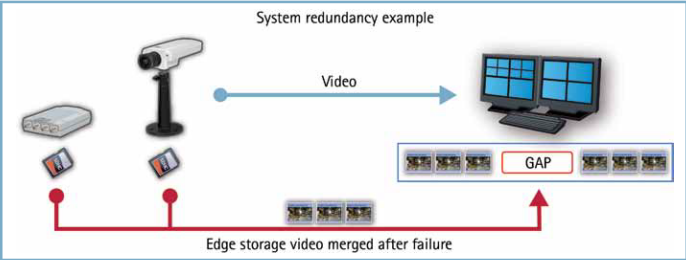 System redundancy example
Video
GAP
Edge storage video merged after failure